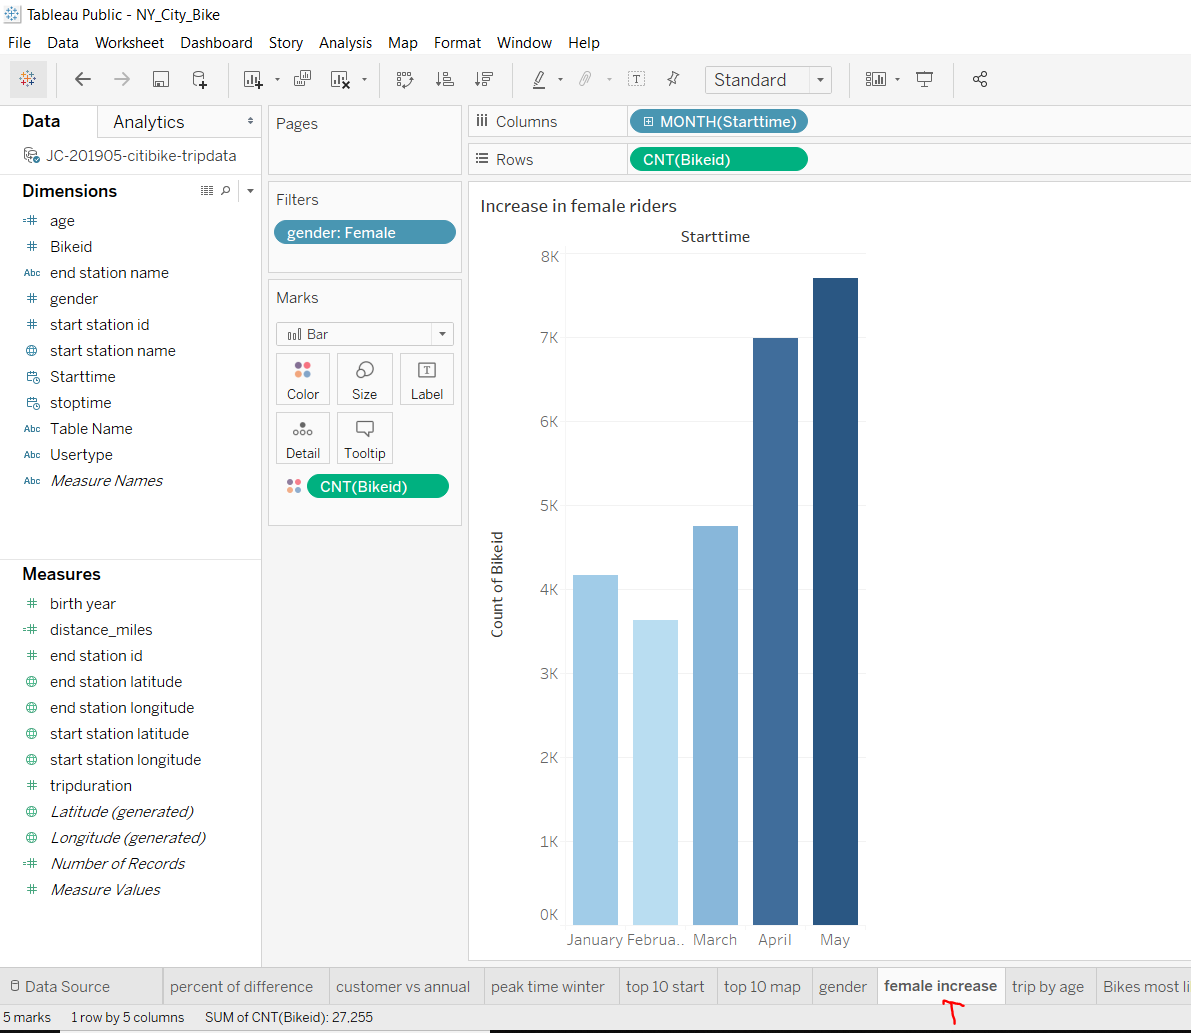 Tableau Public - NY_City_Bike
File Data Worksheet Dashboard Story Analysis Map Format Window Help
Standard
Data Analytics
JC-201905-citibike-tripdata
Dimensions
age
Bikeid
Abc end station name
gender
start station id
start station name
Starttime
stoptime
Abc Table Name
Abc Usertype
Abc Measure Names
Measures
birth year
distance_miles
end station id
end station latitude
end station longitude
start station latitude
start station longitude
tripduration
Latitude (generated)
Longitude (generated)
Number of Records
Measure Values
Pages
Filters
gender: Female
Marks
Bar
Color Size Label
Detail Tooltip
CNT(Bikeid)
Columns MONTH(Starttime)
Rows CNT(Bikeid)
Increase in female riders
Starttime
8K
7K
6K
5K
4K
3K
2K
1K
0K
Count of Bikeid
January Februa.. March April May
Data Source percent of difference customer vs annual peak time winter top 10 start top 10 map gender female increase trip by age Bikes most li
5 marks 1 row by 5 columns SUM of CNT(Bikeid): 27,255